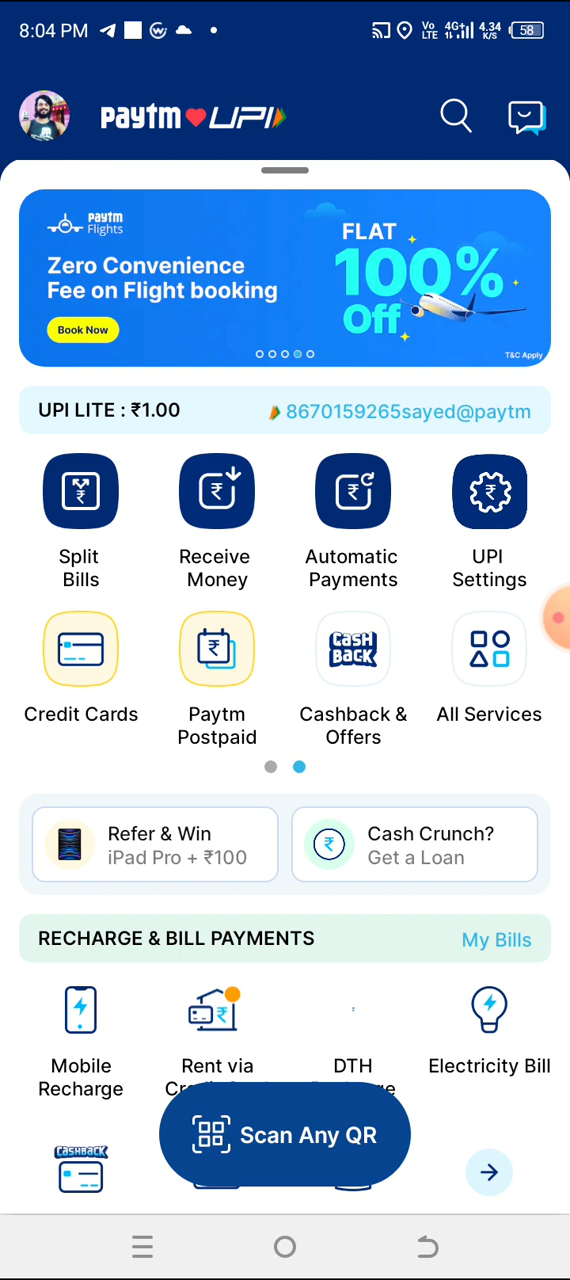 8:04 PM
Vo LTE 4G+ 4.34 K/S 58
paytm UPI
paytm
Flights
Zero Convenience
Fee on Flight booking
Book Now
FLAT
100%
Off
T&C Apply
UPI LITE : ₹1.00
8670159265sayed@paytm
Split
Bills
Receive
Money
Automatic
Payments
UPI
Settings
CASH
BACK
Credit Cards
Paytm
Postpaid
Cashback &
Offers
All Services
Refer & Win
iPad Pro + ₹100
Cash Crunch?
Get a Loan
RECHARGE & BILL PAYMENTS
My Bills
Mobile
Recharge
Rent via
DTH
Electricity Bill
Scan Any QR
CASHBACK